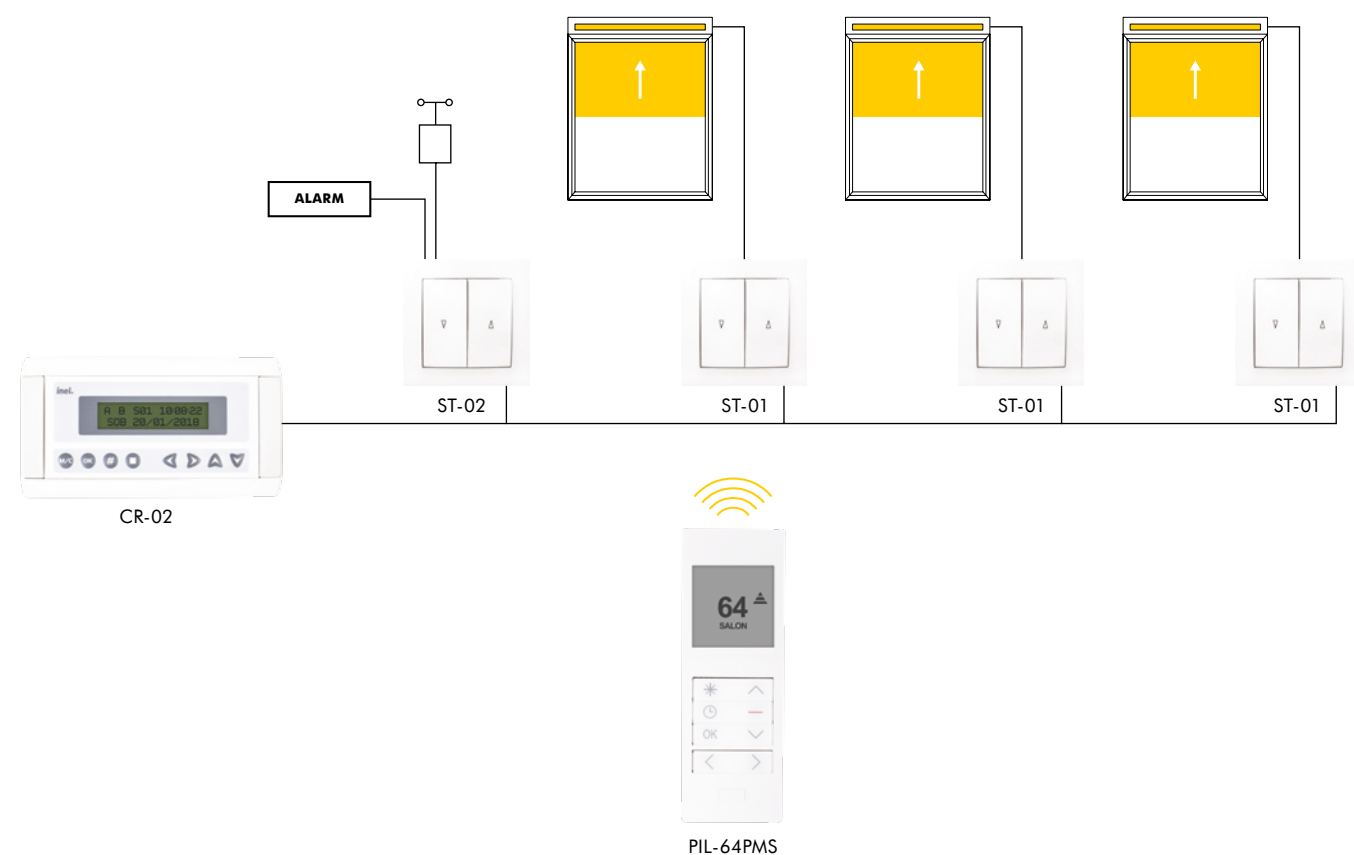 ALARM
ST-02
ST-01
ST-01
ST-01
inel.
A B S01 10:08:22
SOB 20/01/2018
M/C OK
CR-02
64
SALON
OK
PIL-64PMS